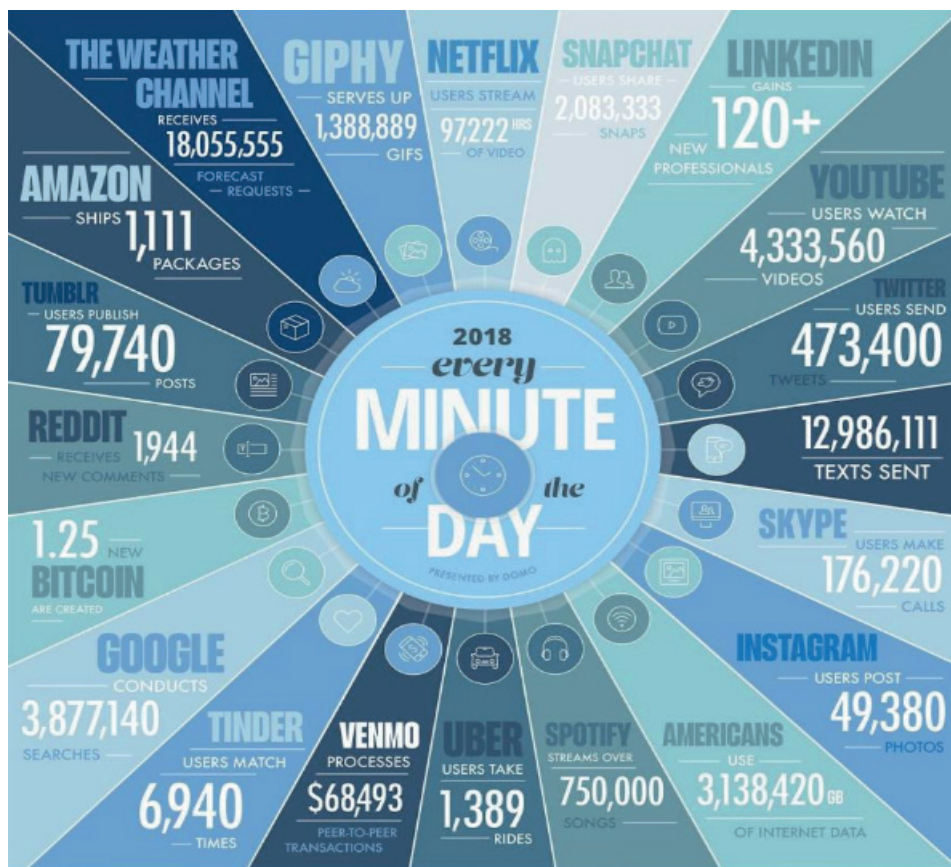 THE WEATHER
CHANNEL
RECEIVES
18,055,555
FORECAST
REQUESTS
GIPHY
SERVES UP
1,388,889
GIFS
NETFLIX
USERS STREAM
97,222 HRS
OF VIDEO
SNAPCHAT
USERS SHARE
2,083,333
SNAPS
LINKEDIN
GAINS
120+
NEW
PROFESSIONALS
YOUTUBE
USERS WATCH
4,333,560
VIDEOS
TWITTER
USERS SEND
473,400
TWEETS
12,986,111
TEXTS SENT
SKYPE
USERS MAKE
176,220
CALLS
INSTAGRAM
USERS POST
49,380
PHOTOS
AMERICANS
USE
3,138,420 GB
OF INTERNET DATA
SPOTIFY
STREAMS OVER
750,000
SONGS
UBER
USERS TAKE
1,389
RIDES
VENMO
PROCESSES
$68,493
PEER-TO-PEER
TRANSACTIONS
TINDER
USERS MATCH
6,940
TIMES
GOOGLE
CONDUCTS
3,877,140
SEARCHES
1.25 NEW
BITCOIN
ARE CREATED
REDDIT
RECEIVES 1,944
NEW COMMENTS
TUMBLR
USERS PUBLISH
79,740
POSTS
AMAZON
SHIPS 1,111
PACKAGES
2018
every
MINUTE
of the
DAY
PRESENTED BY DOMO